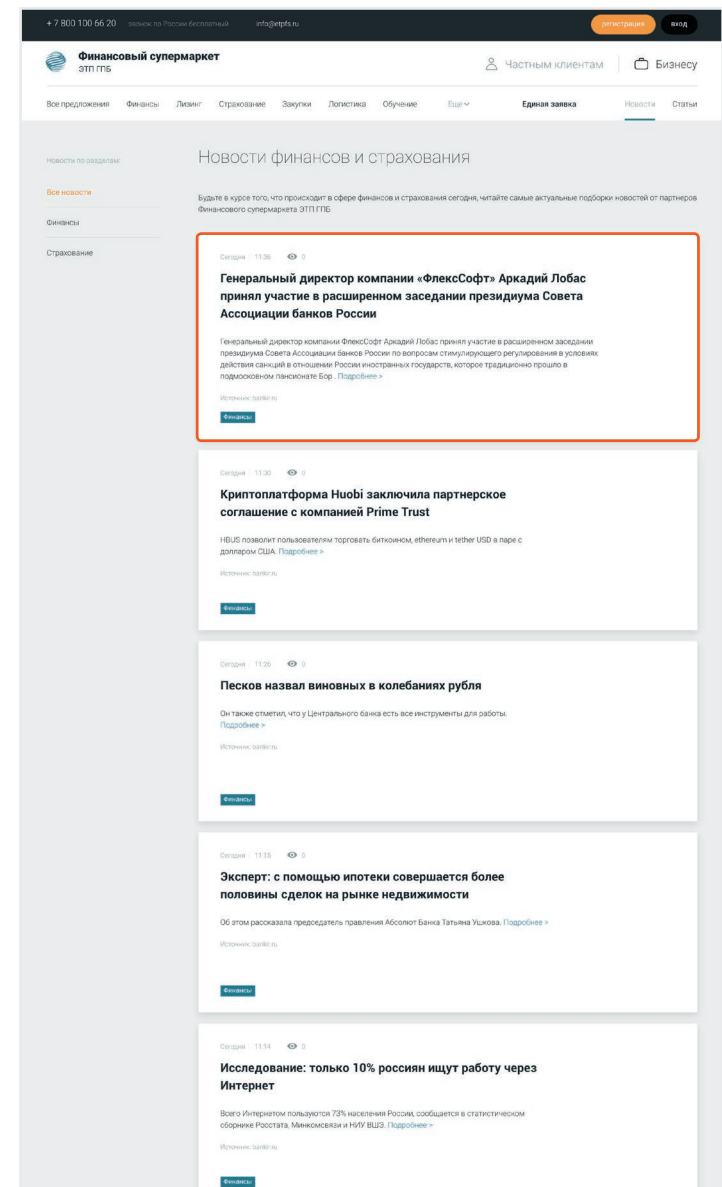 + 7 800 100 66 20 звонок по России бесплатный info@etpfs.ru регистрация вход
Финансовый супермаркет
ЭТП ГПБ
Частным клиентам Бизнесу
Все предложения Финансы Лизинг Страхование Закупки Логистика Обучение Еще Единая заявка Новости Статьи
Новости по разделам:
Все новости
Финансы
Страхование
Новости финансов и страхования
Будьте в курсе того, что происходит в сфере финансов и страхования сегодня, читайте самые актуальные подборки новостей от партнеров
Финансового супермаркета ЭТП ГПБ
Сегодня 11:36 0
Генеральный директор компании «ФлексСофт» Аркадий Лобас
принял участие в расширенном заседании президиума Совета
Ассоциации банков России
Генеральный директор компании ФлексСофт Аркадий Лобас принял участие в расширенном заседании
президиума Совета Ассоциации банков России по вопросам стимулирующего регулирования в условиях
действия санкций в отношении России иностранных государств, которое традиционно прошло в
подмосковном пансионате Бор . Подробнее >
Источник: bankir.ru
Финансы
Сегодня 11:30 0
Криптоплатформа Huobi заключила партнерское
соглашение с компанией Prime Trust
HBUS позволит пользователям торговать биткоином, ethereum и tether USD в паре с
долларом США. Подробнее >
Источник: bankir.ru
Финансы
Сегодня 11:26 0
Песков назвал виновных в колебаниях рубля
Он также отметил, что у Центрального банка есть все инструменты для работы.
Подробнее >
Источник: bankir.ru
Финансы
Сегодня 11:15 0
Эксперт: с помощью ипотеки совершается более
половины сделок на рынке недвижимости
Об этом рассказала председатель правления Абсолют Банка Татьяна Ушкова. Подробнее >
Источник: bankir.ru
Финансы
Сегодня 11:14 0
Исследование: только 10% россиян ищут работу через
Интернет
Всего Интернетом пользуются 73% населения России, сообщается в статистическом
сборнике Росстата, Минкомсвязи и НИУ ВШЭ. Подробнее >
Источник: bankir.ru
Финансы